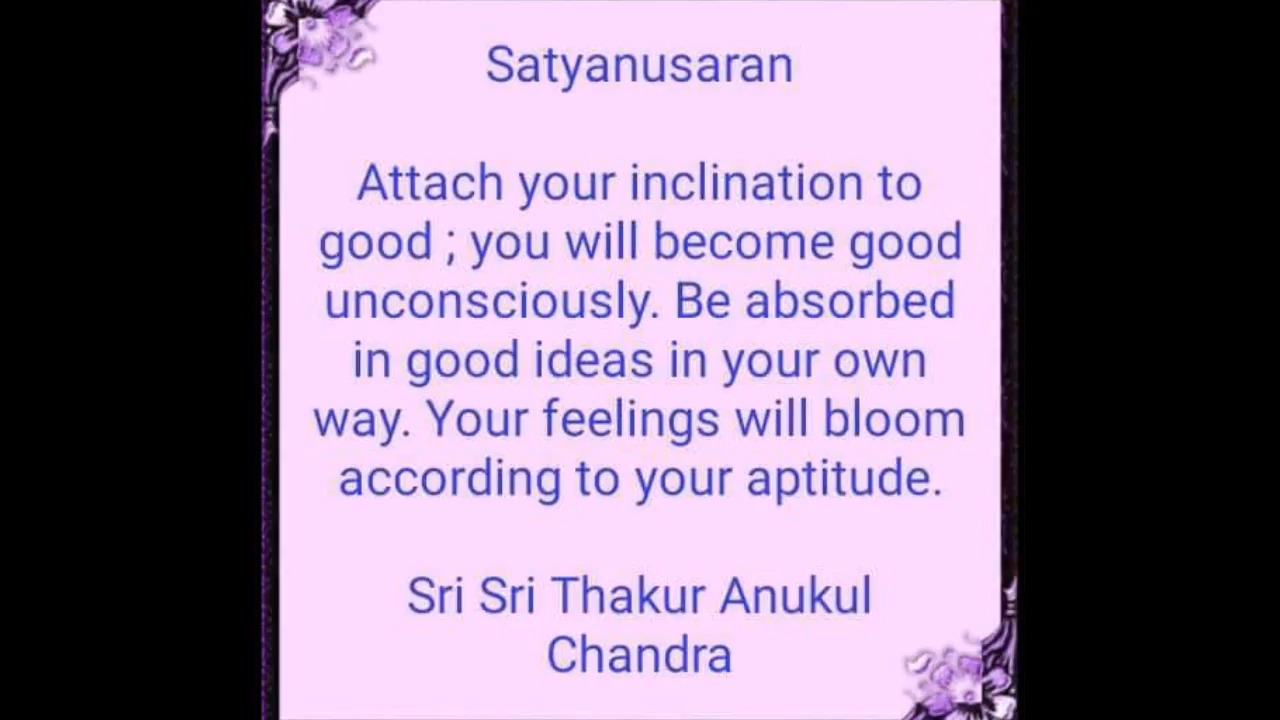 Satyanusaran
Attach your inclination to
good ; you will become good
unconsciously. Be absorbed
in good ideas in your own
way. Your feelings will bloom
according to your aptitude.
Sri Sri Thakur Anukul
Chandra